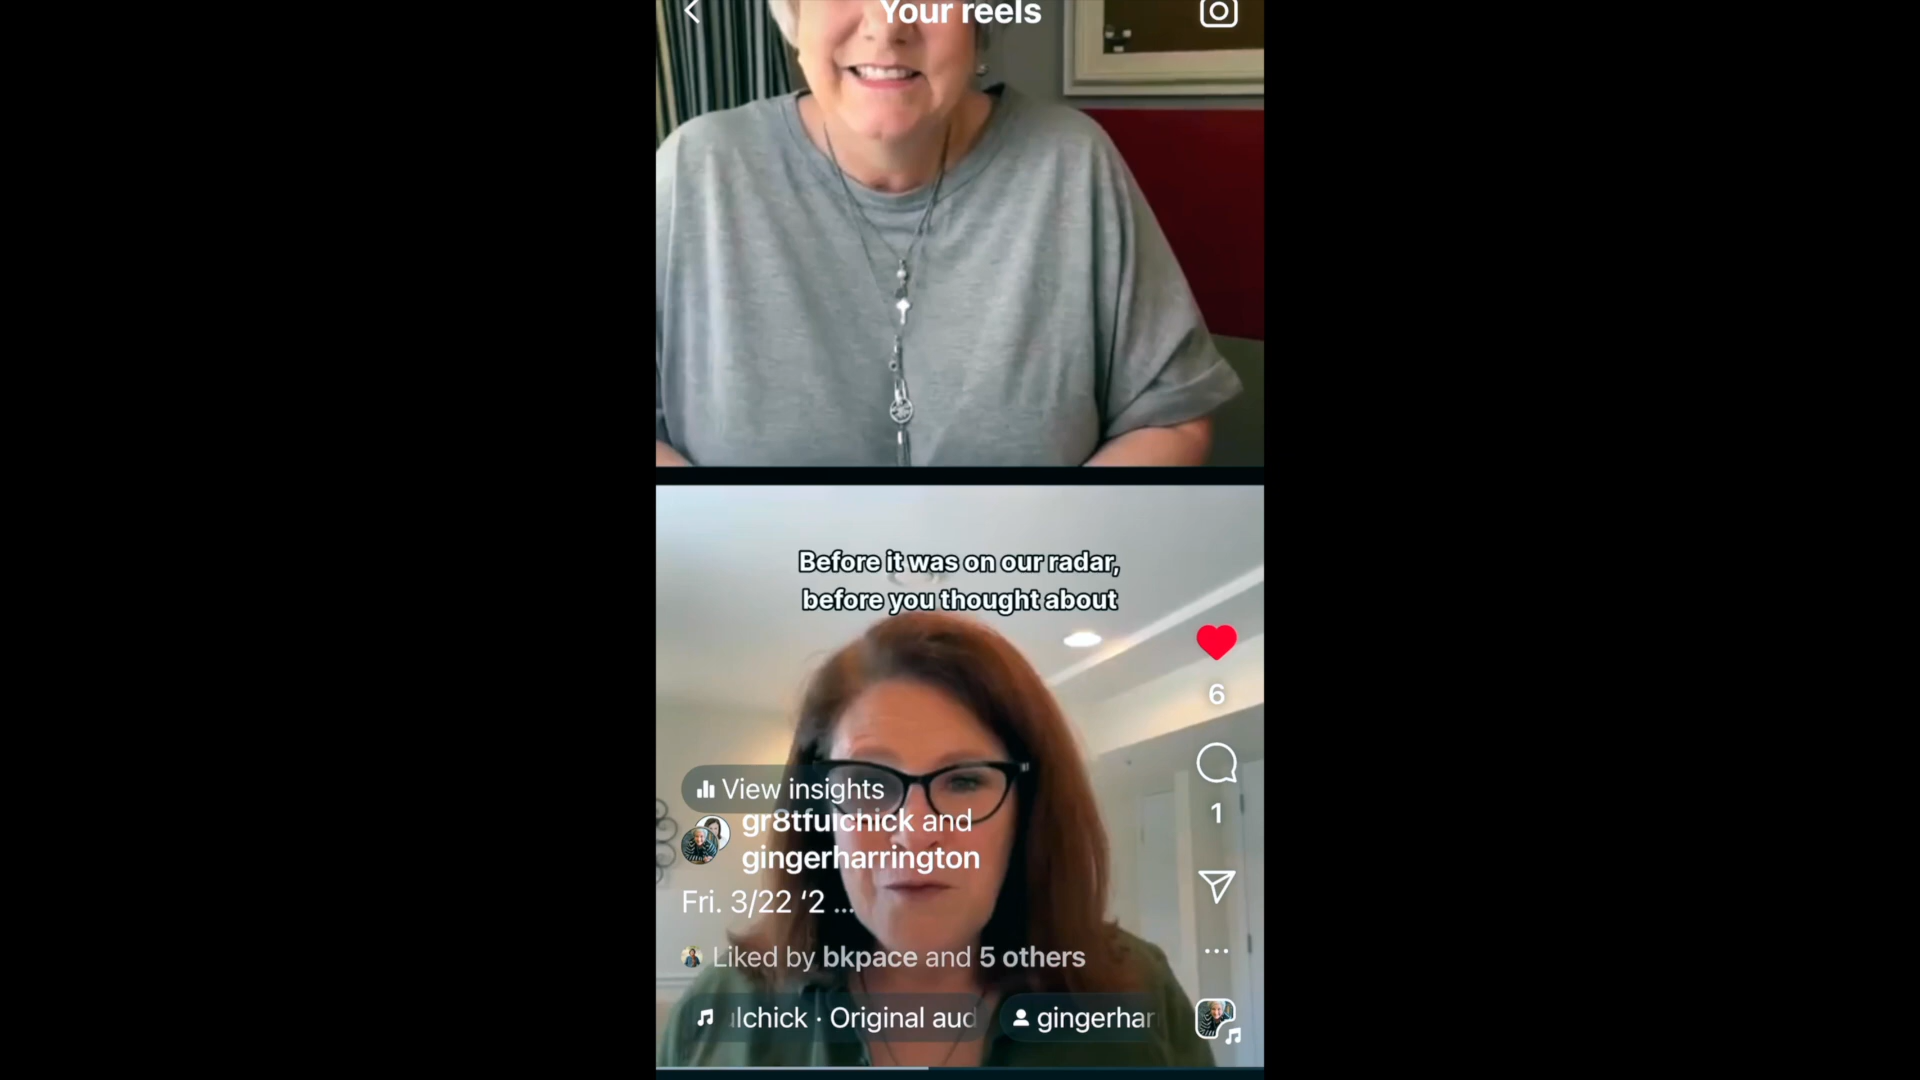 Your reels
Before it was on our radar,
before you thought about
6
View insights
gr8tfulchick and
gingerharrington
1
Fri. 3/22 ‘2 ...
Liked by bkpace and 5 others
lchick · Original aud
gingerhar